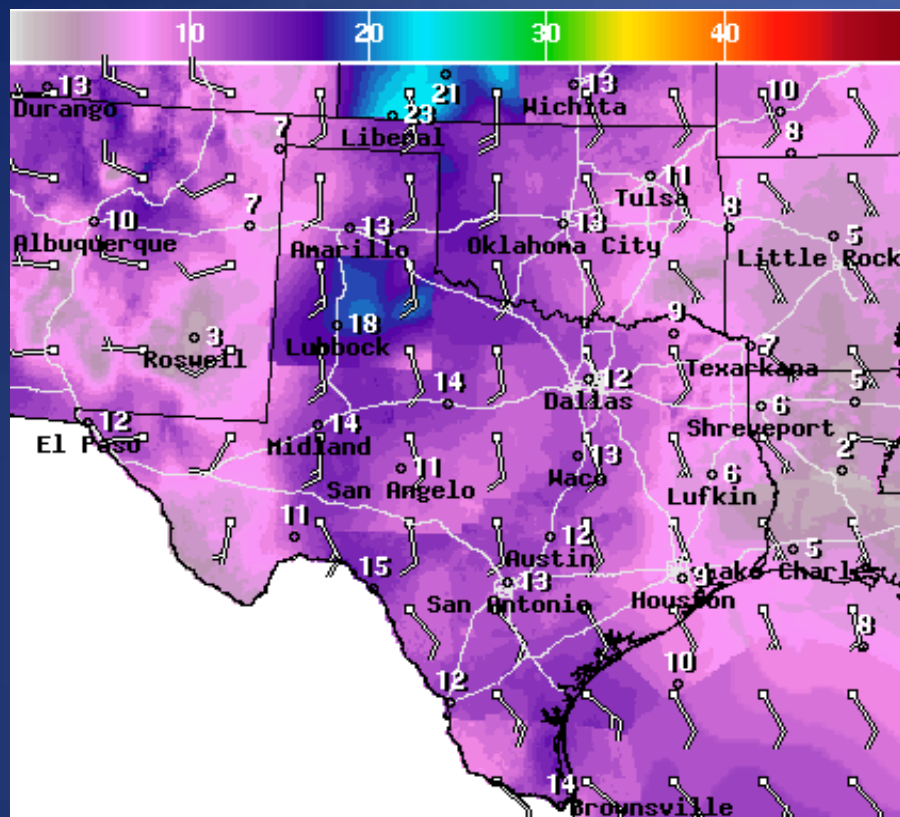 10 20 30 40
21
13 Durango
13 Wichita
10
23 Liberal
7
8
11 Tulsa
10 Albuquerque
7
13 Amarillo
13 Oklahoma City
8
5 Little Rock
3 Roswell
18 Lubbock
9
7 Texarkana
14
12 Dallas
5
6 Shreveport
12 El Paso
14 Midland
11 San Angelo
13 Waco
6 Lufkin
2
11
12 Austin
5 Lake Charles
15
13 San Antonio
9 Houston
8
10
12
14 Brownsville